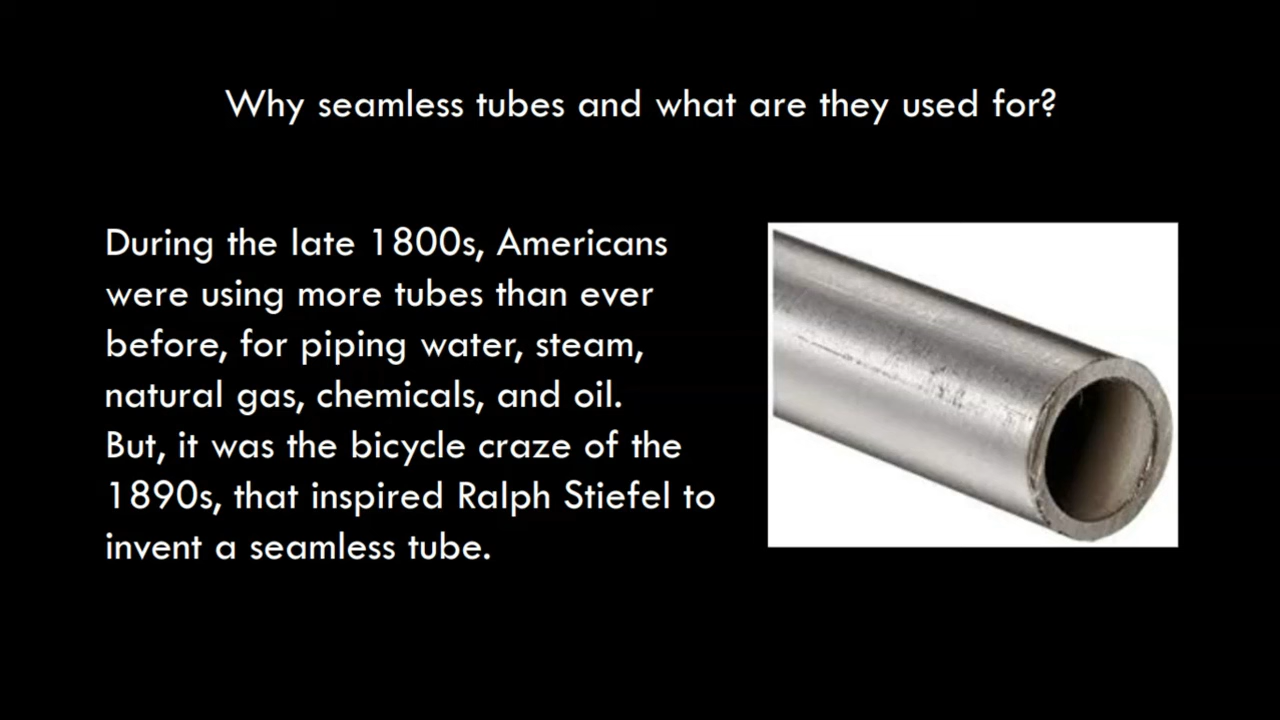 Why seamless tubes and what are they used for?
During the late 1800s, Americans
were using more tubes than ever
before, for piping water, steam,
natural gas, chemicals, and oil.
But, it was the bicycle craze of the
1890s, that inspired Ralph Stiefel to
invent a seamless tube.